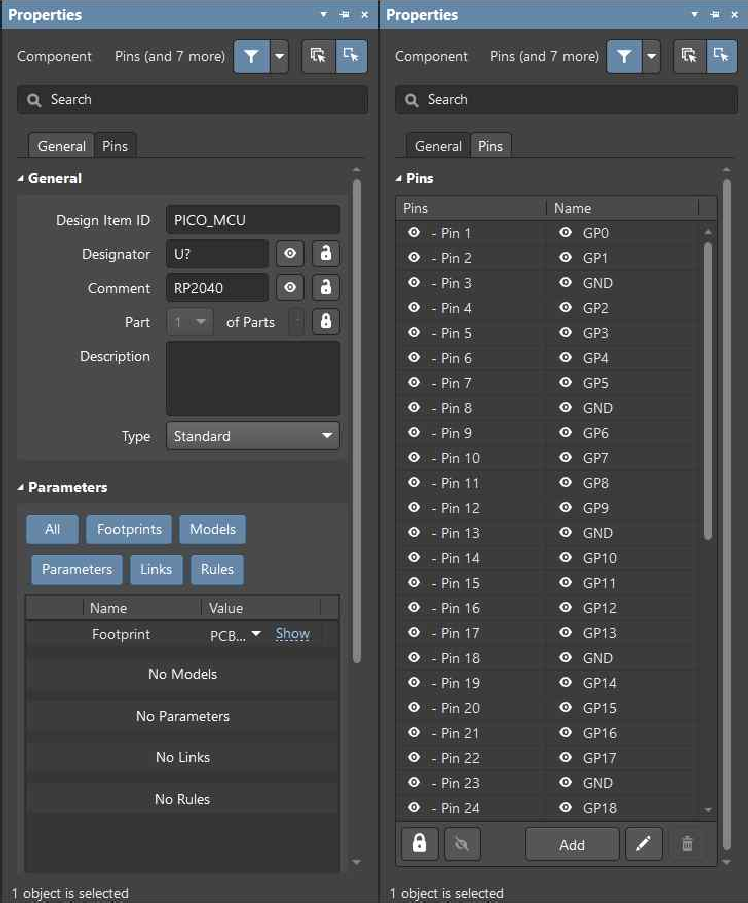 Properties
Component Pins (and 7 more)
Search
General Pins
General
Design Item ID PICO_MCU
Designator U?
Comment RP2040
Part 1 of Parts
Description
Type Standard
Parameters
All Footprints Models
Parameters Links Rules
Name Value
Footprint PCB... Show
No Models
No Parameters
No Links
No Rules
1 object is selected
Properties
Component Pins (and 7 more)
Search
General Pins
Pins
Pins Name
- Pin 1 GP0
- Pin 2 GP1
- Pin 3 GND
- Pin 4 GP2
- Pin 5 GP3
- Pin 6 GP4
- Pin 7 GP5
- Pin 8 GND
- Pin 9 GP6
- Pin 10 GP7
- Pin 11 GP8
- Pin 12 GP9
- Pin 13 GND
- Pin 14 GP10
- Pin 15 GP11
- Pin 16 GP12
- Pin 17 GP13
- Pin 18 GND
- Pin 19 GP14
- Pin 20 GP15
- Pin 21 GP16
- Pin 22 GP17
- Pin 23 GND
- Pin 24 GP18
Add
1 object is selected